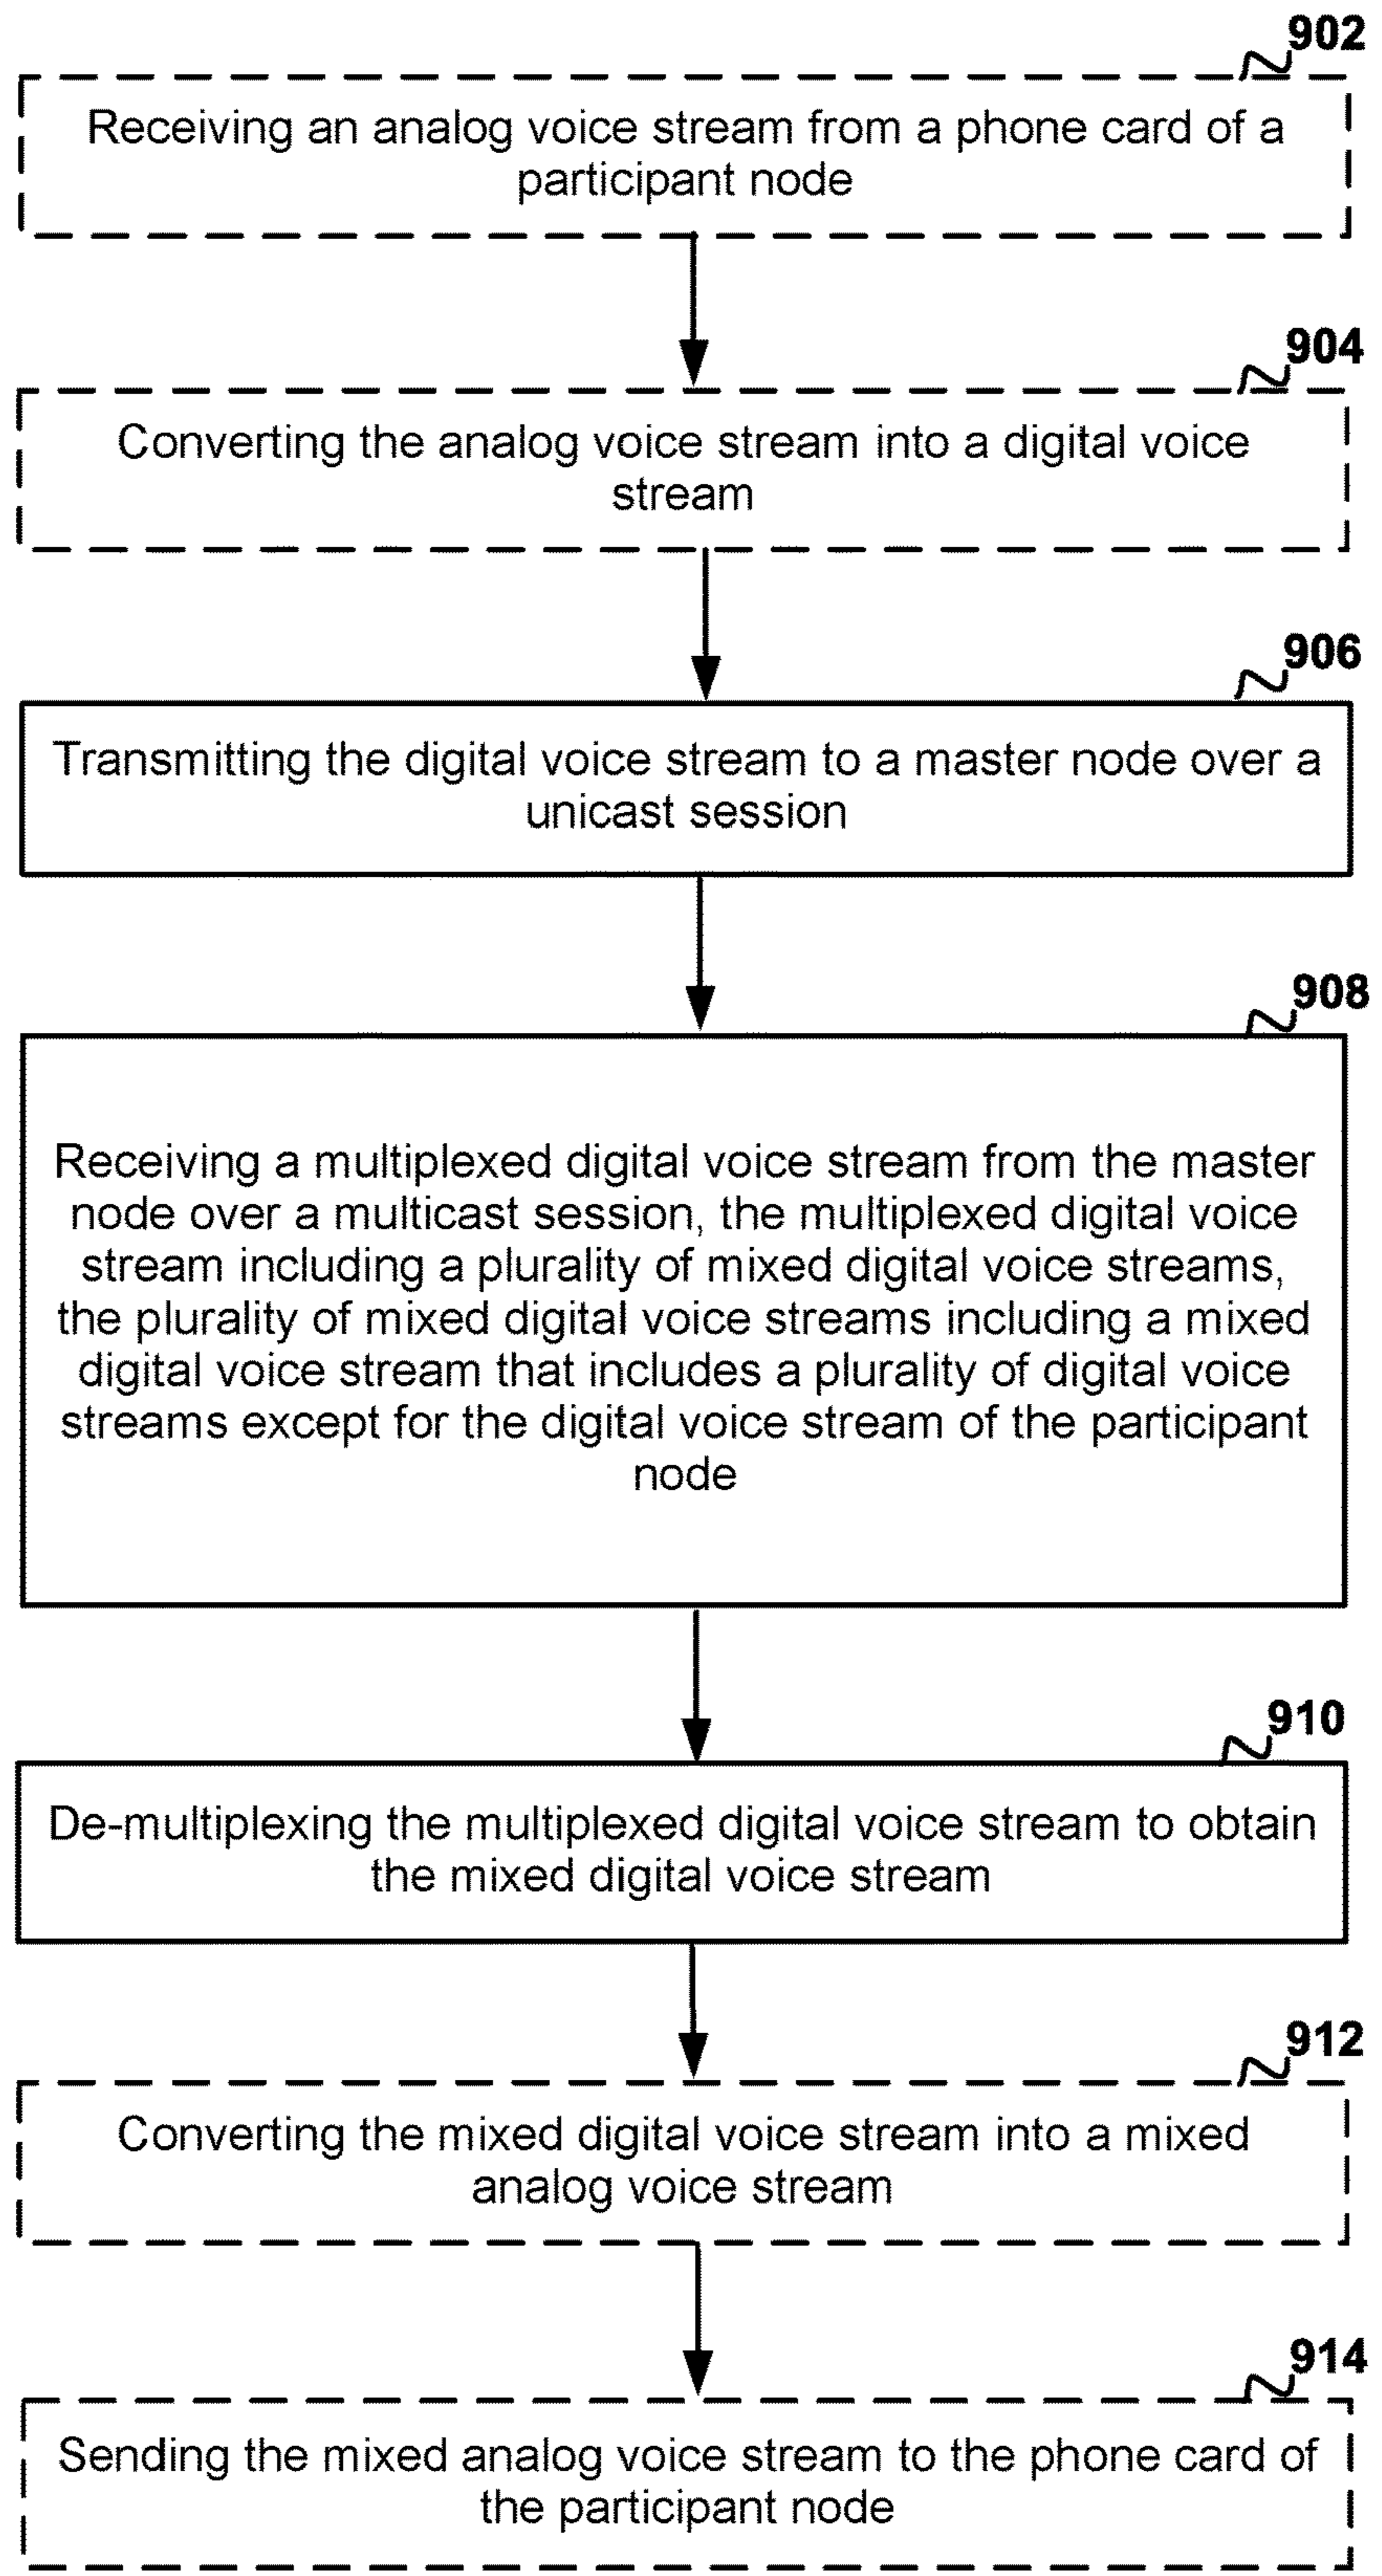 902
Receiving an analog voice stream from a phone card of a
participant node
904
Converting the analog voice stream into a digital voice
stream
906
Transmitting the digital voice stream to a master node over a
unicast session
908
Receiving a multiplexed digital voice stream from the master
node over a multicast session, the multiplexed digital voice
stream including a plurality of mixed digital voice streams,
the plurality of mixed digital voice streams including a mixed
digital voice stream that includes a plurality of digital voice
streams except for the digital voice stream of the participant
node
910
De-multiplexing the multiplexed digital voice stream to obtain
the mixed digital voice stream
912
Converting the mixed digital voice stream into a mixed
analog voice stream
914
Sending the mixed analog voice stream to the phone card of
the participant node